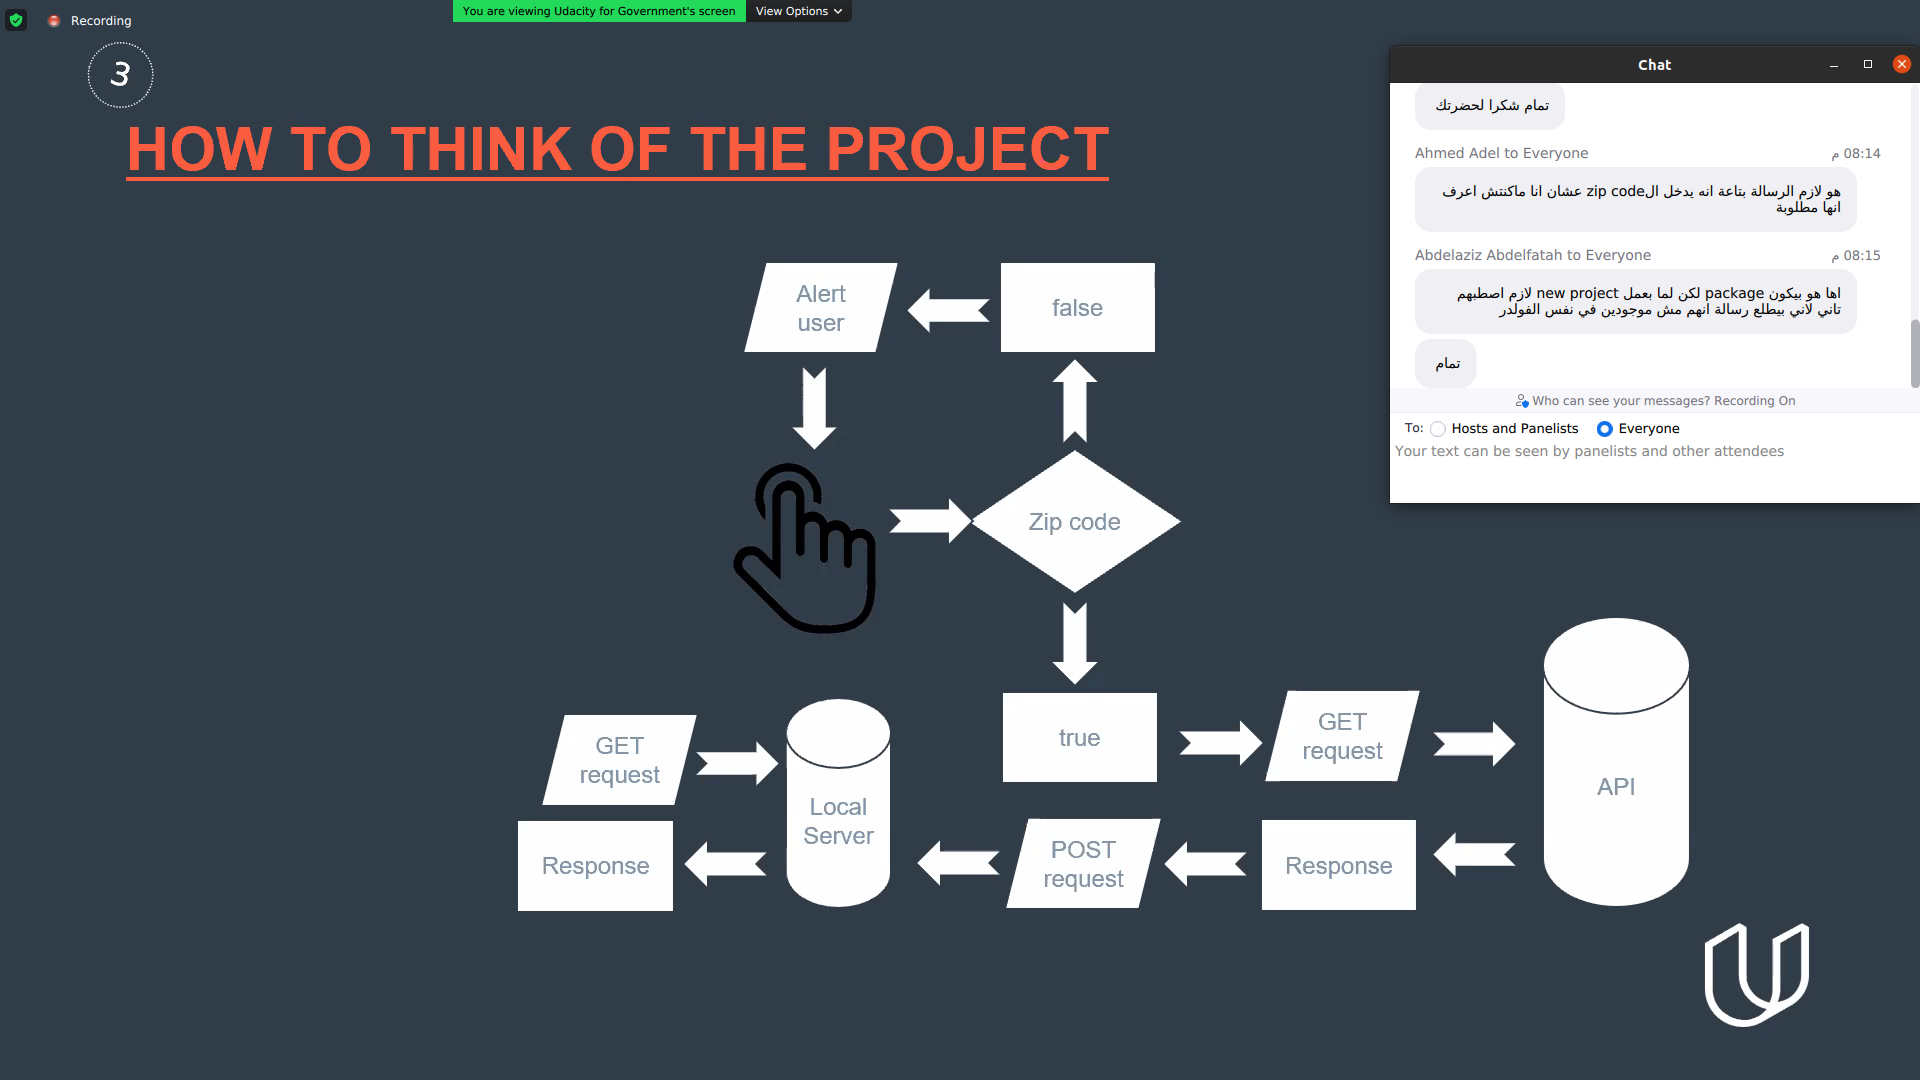 Recording
You are viewing Udacity for Government's screen
View Options
3
HOW TO THINK OF THE PROJECT
Alert
user
false
Zip code
true
GET
request
API
Response
POST
request
Local
Server
GET
request
Response
Chat
تمام شكرا لحضرتك
Ahmed Adel to Everyone
08:14 م
هو لازم الرسالة بتاعة انه يدخل الzip code عشان انا ماكنتش اعرف
انها مطلوبة
Abdelaziz Abdelfatah to Everyone
08:15 م
اها هو بيكون package لكن لما بعمل new project لازم اصطبهم
تاني لاني بيطلع رسالة انهم مش موجودين في نفس الفولدر
تمام
Who can see your messages? Recording On
To:
Hosts and Panelists
Everyone
Your text can be seen by panelists and other attendees